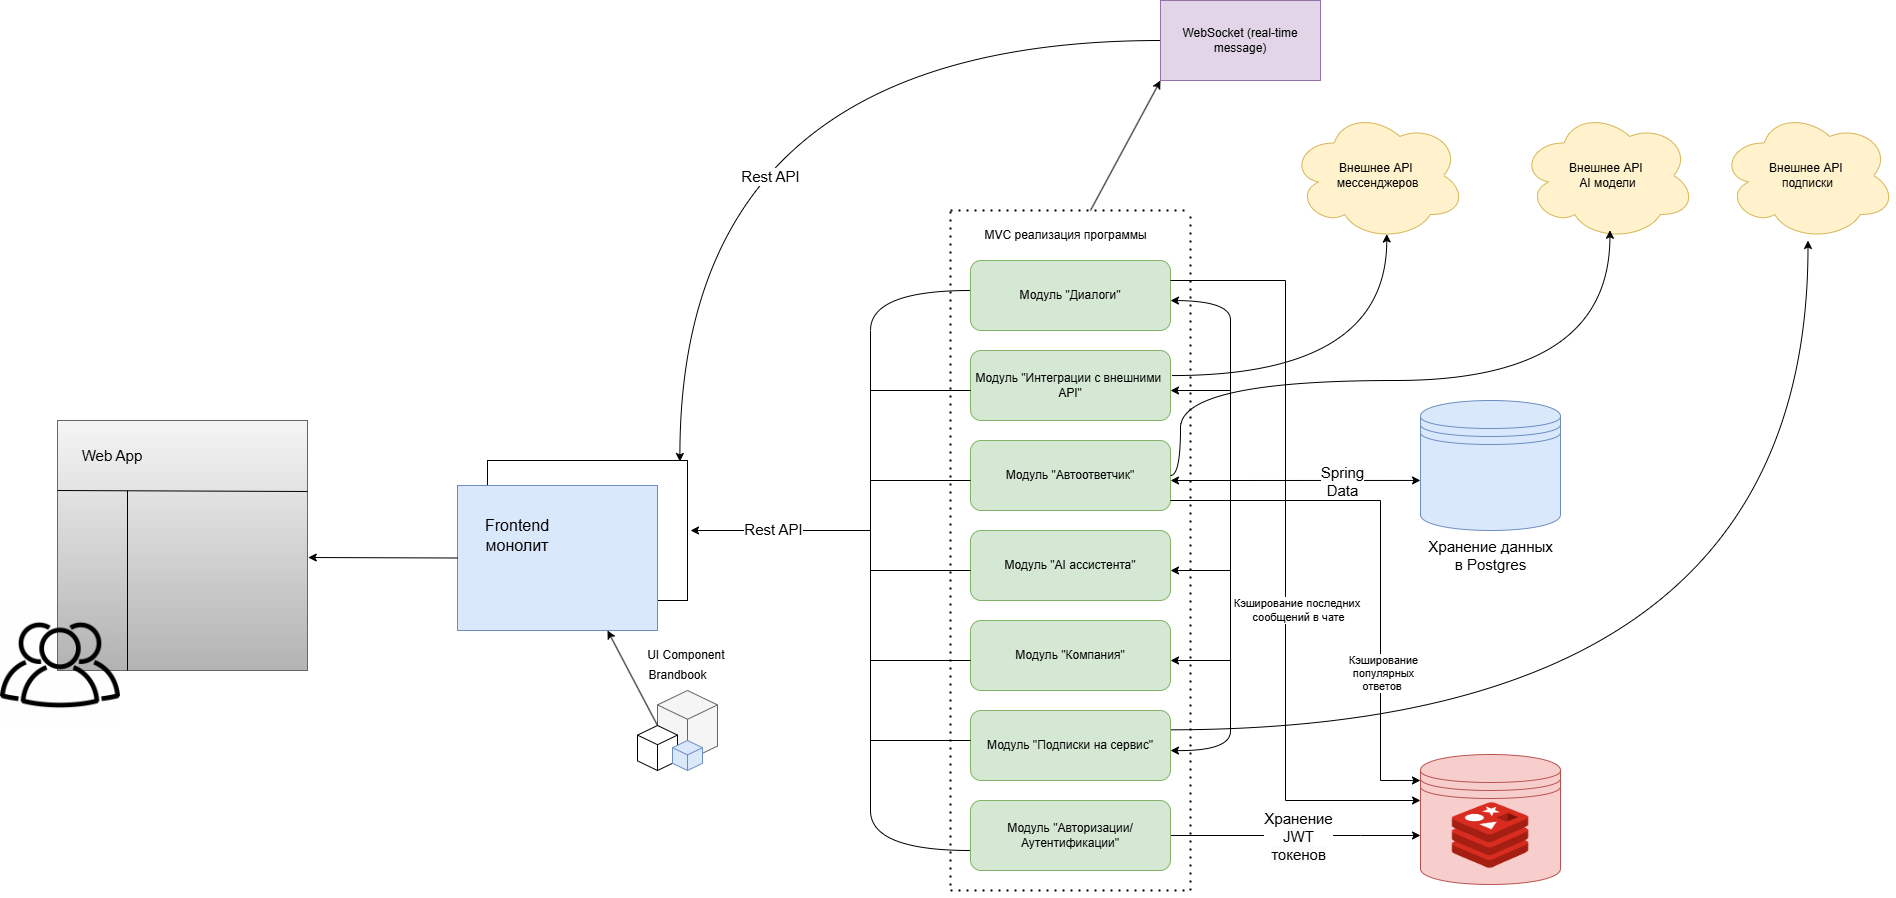 WebSocket (real-time
message)
Rest API
Внешнее API
мессенджеров
Внешнее API
AI модели
Внешнее API
подписки
MVC реализация программы
Модуль "Диалоги"
Модуль "Интеграции с внешними
API"
Модуль "Автоответчик"
Модуль "AI ассистента"
Модуль "Компания"
Модуль "Подписки на сервис"
Модуль "Авторизации/
Аутентификации"
Web App
Frontend
монолит
Rest API
UI Component
Brandbook
Spring
Data
Хранение данных
в Postgres
Кэширование последних
сообщений в чате
Кэширование
популярных
ответов
Хранение
JWT
токенов